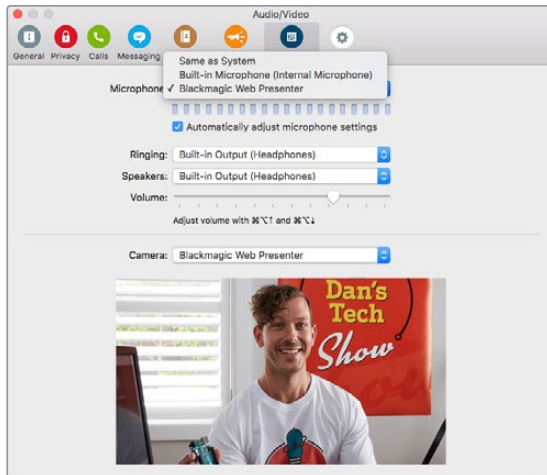 Audio/Video
General Privacy Calls Messaging
Same as System
Built-in Microphone (Internal Microphone)
Microphone ✓ Blackmagic Web Presenter
Automatically adjust microphone settings
Ringing: Built-in Output (Headphones)
Speakers: Built-in Output (Headphones)
Volume:
Adjust volume with ⌘⌥↑ and ⌘⌥↓
Camera: Blackmagic Web Presenter
Dan's
Tech
Show